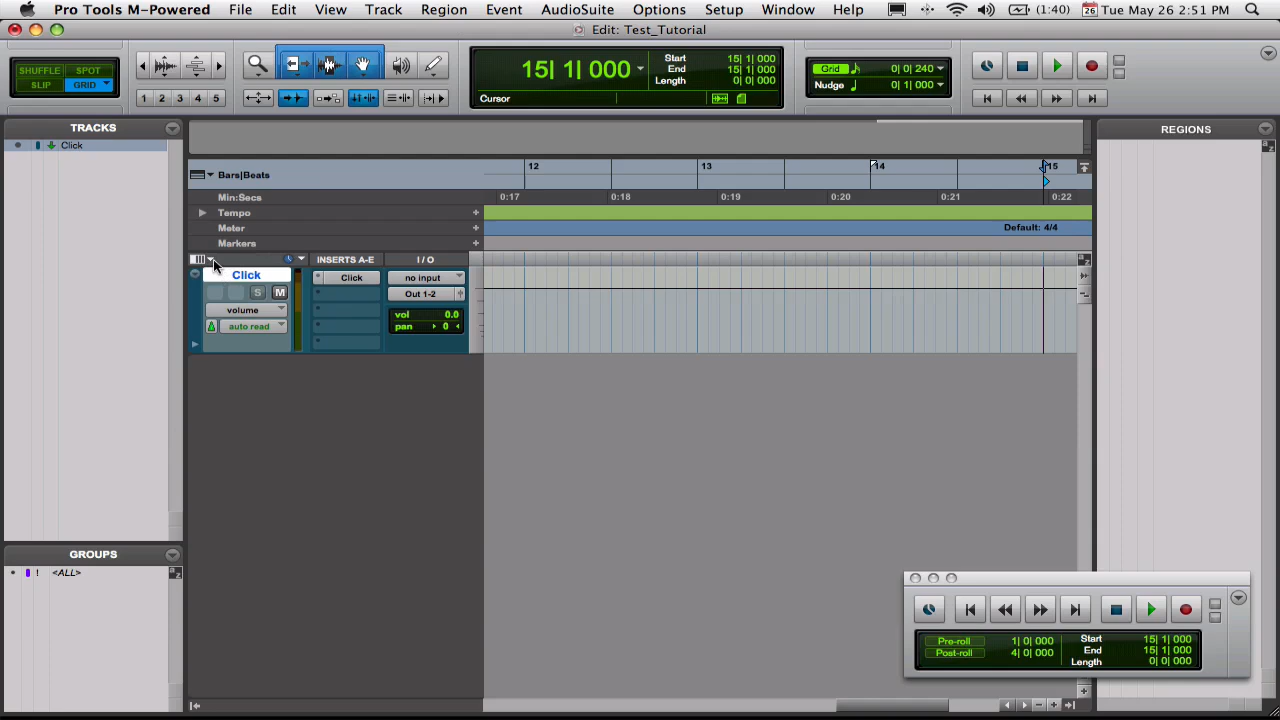 Pro Tools M-Powered File Edit View Track Region Event AudioSuite Options Setup Window Help (1:40) 26 Tue May 26 2:51 PM
Edit: Test_Tutorial
SHUFFLE SPOT
SLIP GRID
1 2 3 4 5
15| 1| 000
Start 15| 1| 000
End 15| 1| 000
Length 0| 0| 000
Cursor
Grid 0| 0| 240
Nudge 0| 1| 000
TRACKS
Click
REGIONS
Bars|Beats 12 13 14 15
Min:Secs 0:17 0:18 0:19 0:20 0:21 0:22
Tempo +
Meter + Default: 4/4
Markers +
INSERTS A-E I / O
Click Click no input
S M Out 1-2
volume vol 0.0
auto read pan 0
GROUPS
! <ALL>
Pre-roll 1| 0| 000
Post-roll 4| 0| 000
Start 15| 1| 000
End 15| 1| 000
Length 0| 0| 000